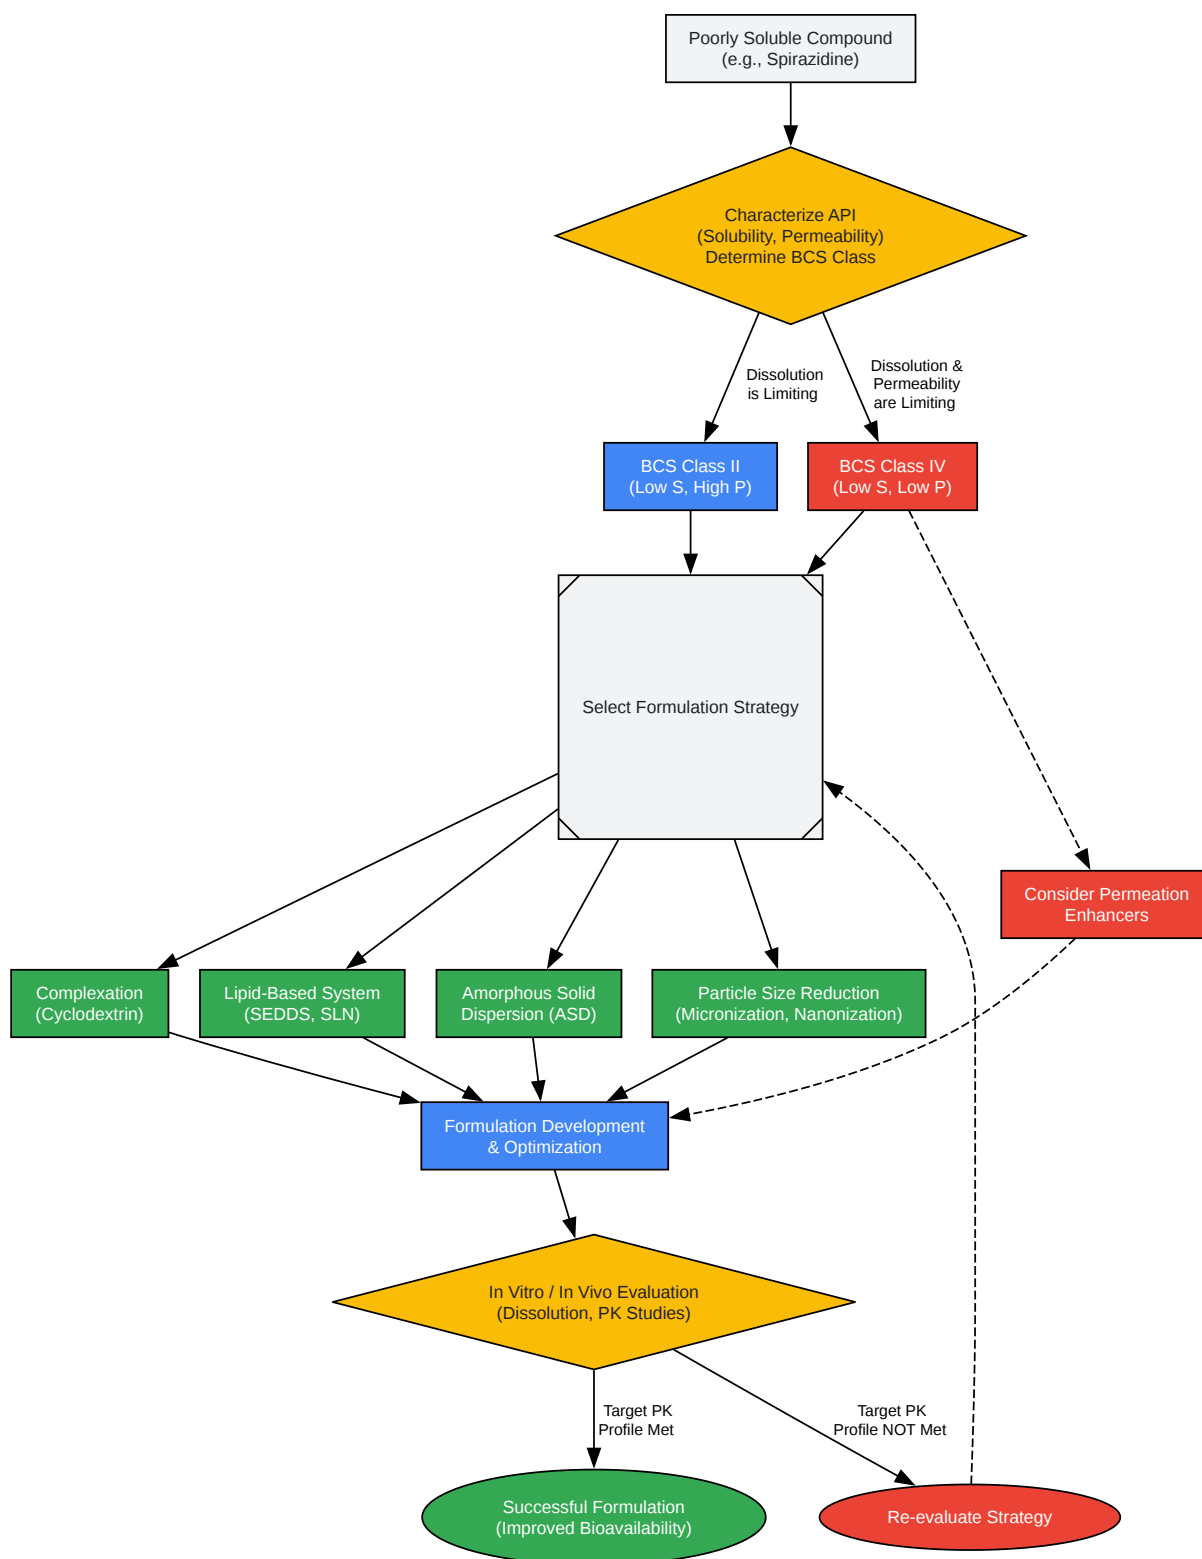 Poorly Soluble Compound
(e.g., Spirazidine)
Characterize API
(Solubility, Permeability)
Determine BCS Class
Dissolution
is Limiting
Dissolution &
Permeability
are Limiting
BCS Class II
(Low S, High P)
BCS Class IV
(Low S, Low P)
Select Formulation Strategy
Consider Permeation
Enhancers
Complexation
(Cyclodextrin)
Lipid-Based System
(SEDDS, SLN)
Amorphous Solid
Dispersion (ASD)
Particle Size Reduction
(Micronization, Nanonization)
Formulation Development
& Optimization
In Vitro / In Vivo Evaluation
(Dissolution, PK Studies)
Target PK
Profile Met
Target PK
Profile NOT Met
Successful Formulation
(Improved Bioavailability)
Re-evaluate Strategy